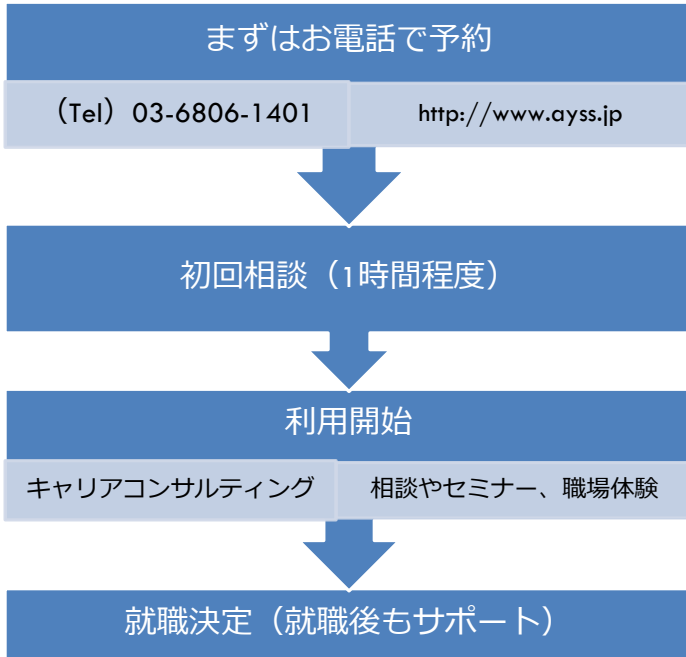 まずはお電話で予約
（Tel）03-6806-1401
http://www.ayss.jp
初回相談（1時間程度）
利用開始
キャリアコンサルティング
相談やセミナー、職場体験
就職決定（就職後もサポート）